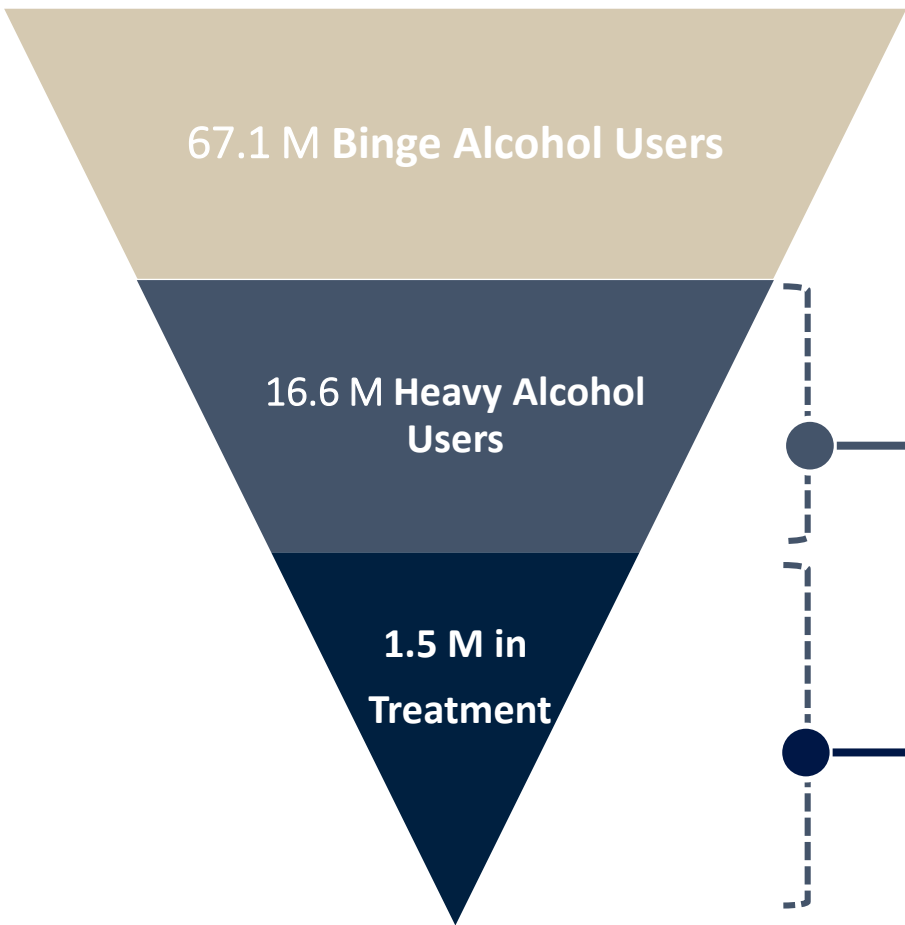 67.1 M Binge Alcohol Users
16.6 M Heavy Alcohol
Users
1.5 M in
Treatment